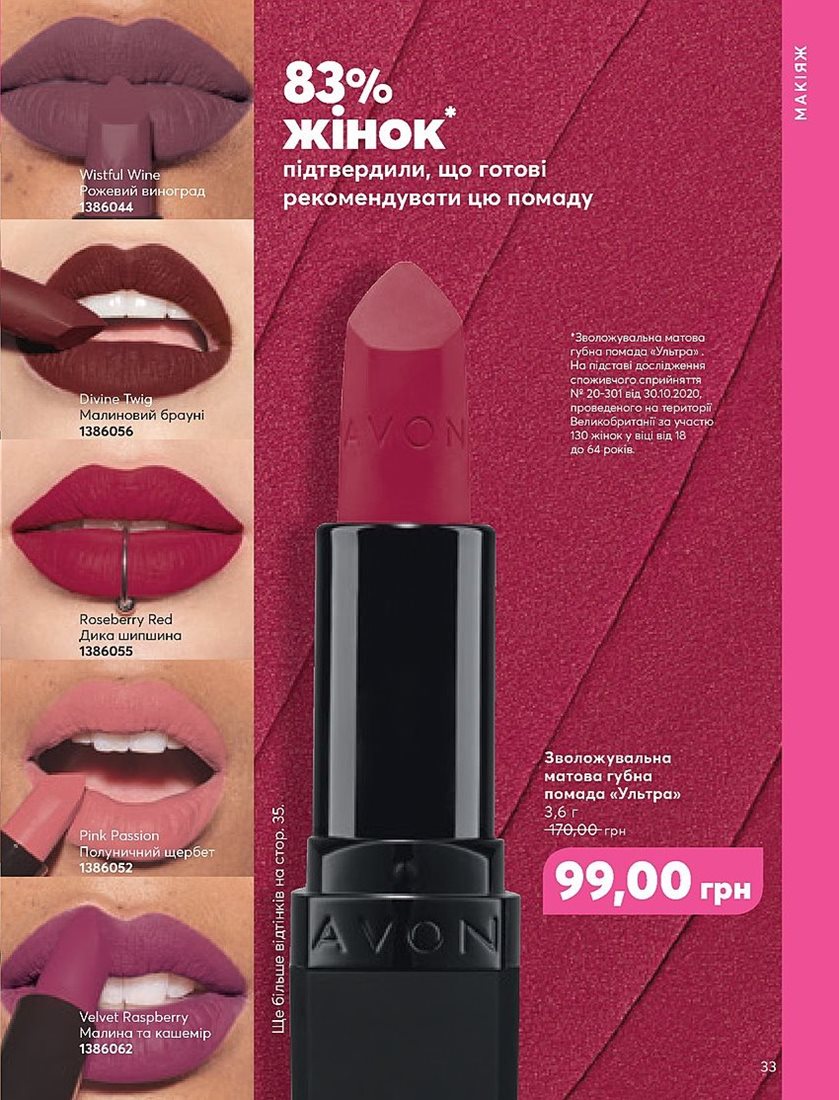 МАКІЯЖ
83%
жінок*
підтвердили, що готові
рекомендувати цю помаду
Wistful Wine
Рожевий виноград
1386044
Divine Twig
Малиновий брауні
1386056
Roseberry Red
Дика шипшина
1386055
Pink Passion
Полуничний щербет
1386052
Velvet Raspberry
Малина та кашемір
1386062
*Зволожувальна матова
губна помада «Ультра» .
На підставі дослідження
споживчого сприйняття
№ 20-301 від 30.10.2020,
проведеного на території
Великобританії за участю
130 жінок у віці від 18
до 64 років.
AVON
Зволожувальна
матова губна
помада «Ультра»
3,6 г
170,00 грн
99,00 грн
AVON
Ще більше відтінків на стор. 35.
33